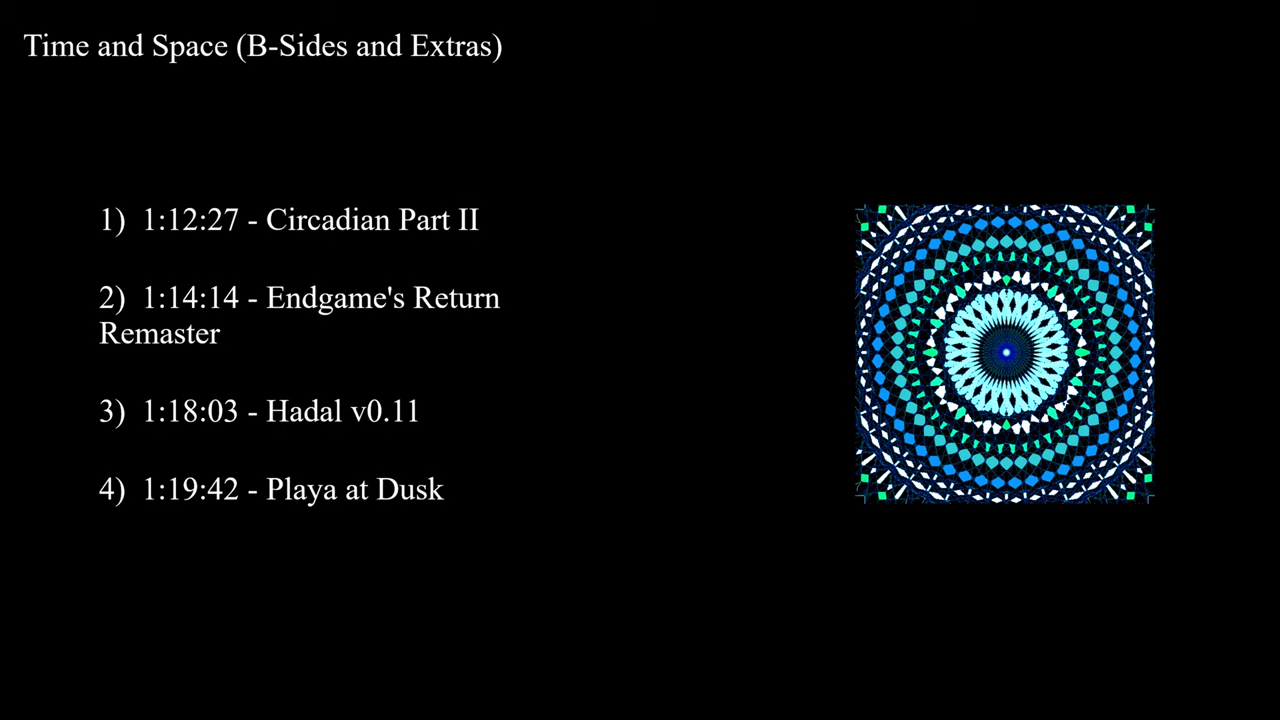 Time and Space (B-Sides and Extras)
1) 1:12:27 - Circadian Part II
2) 1:14:14 - Endgame's Return
Remaster
3) 1:18:03 - Hadal v0.11
4) 1:19:42 - Playa at Dusk